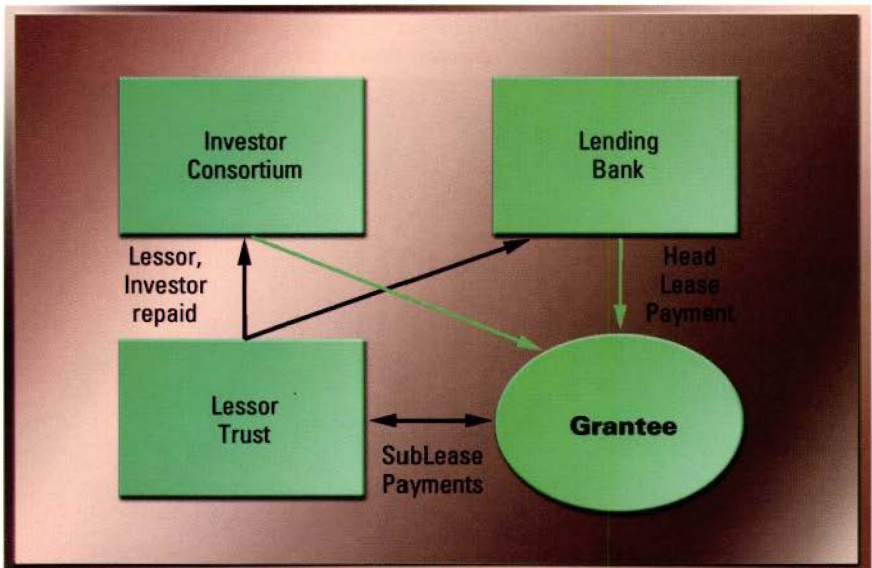 Investor
Consortium
Lending
Bank
Lessor,
Investor
repaid
Head
Lease
Payment
Lessor
Trust
Grantee
SubLease
Payments